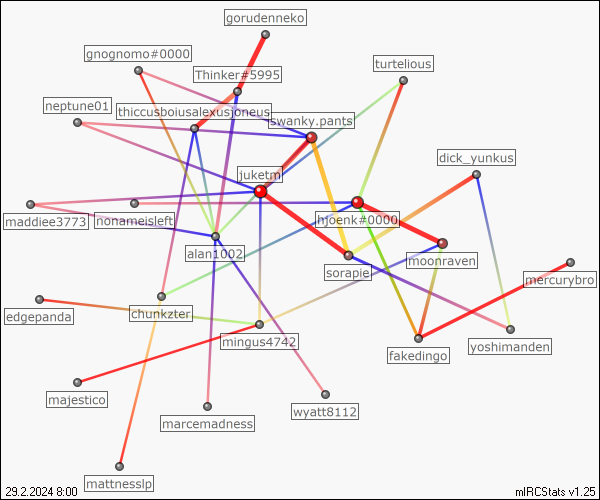 gorudenneko
gnognomo#0000
turtelious
Thinker#5995
neptune01
thiccusboiusalexusjoneus
swanky.pants
dick_yunkus
juketm
maddiee3773
nonameisleft
hjoenk#0000
alan1002
moonraven
sorapie
mercurybro
edgepanda
chunkzter
mingus4742
yoshimanden
fakedingo
majestico
wyatt8112
marcemadness
mattnesslp
29.2.2024 8:00
mIRCStats v1.25